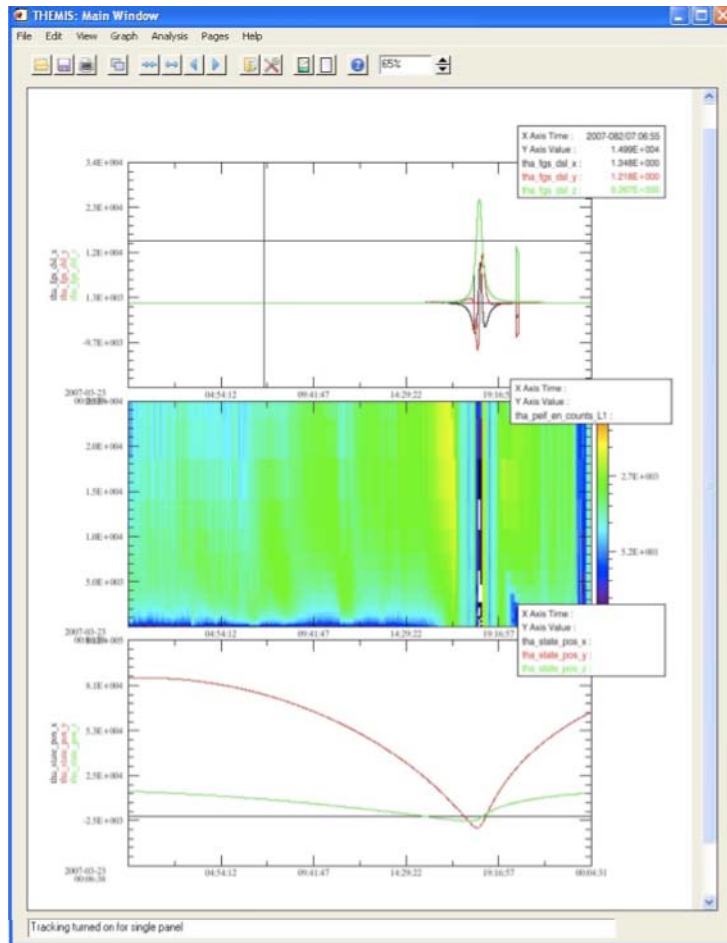 THEMIS: Main Window
File Edit View Graph Analysis Pages Help
65%
X Axis Time : 2007-082/07:06:55
Y Axis Value : 1.499E+004
tha_fgs_dsl_x : 1.348E+000
tha_fgs_dsl_y : 1.218E+000
tha_fgs_dsl_z :
3.4E+004
2.3E+004
1.2E+004
1.3E+003
-9.7E+003
tha_fgs_dsl_x
tha_fgs_dsl_y
tha_fgs_dsl_z
2007-03-23
04:54:12 09:41:47 14:29:22 19:16:57
X Axis Time :
Y Axis Value :
tha_peif_en_counts_L1 :
2.0E+004
1.5E+004
1.0E+004
5.0E+003
2.7E+003
5.2E+001
2007-03-23
04:54:12 09:41:47 14:29:22 19:16:57
X Axis Time :
Y Axis Value :
tha_state_pos_x :
tha_state_pos_y :
tha_state_pos_z :
8.1E+004
5.3E+004
2.5E+004
-2.5E+003
tha_state_pos_x
tha_state_pos_y
tha_state_pos_z
2007-03-23
00:06:38
04:54:12 09:41:47 14:29:22 19:16:57 00:04:31
Tracking turned on for single panel